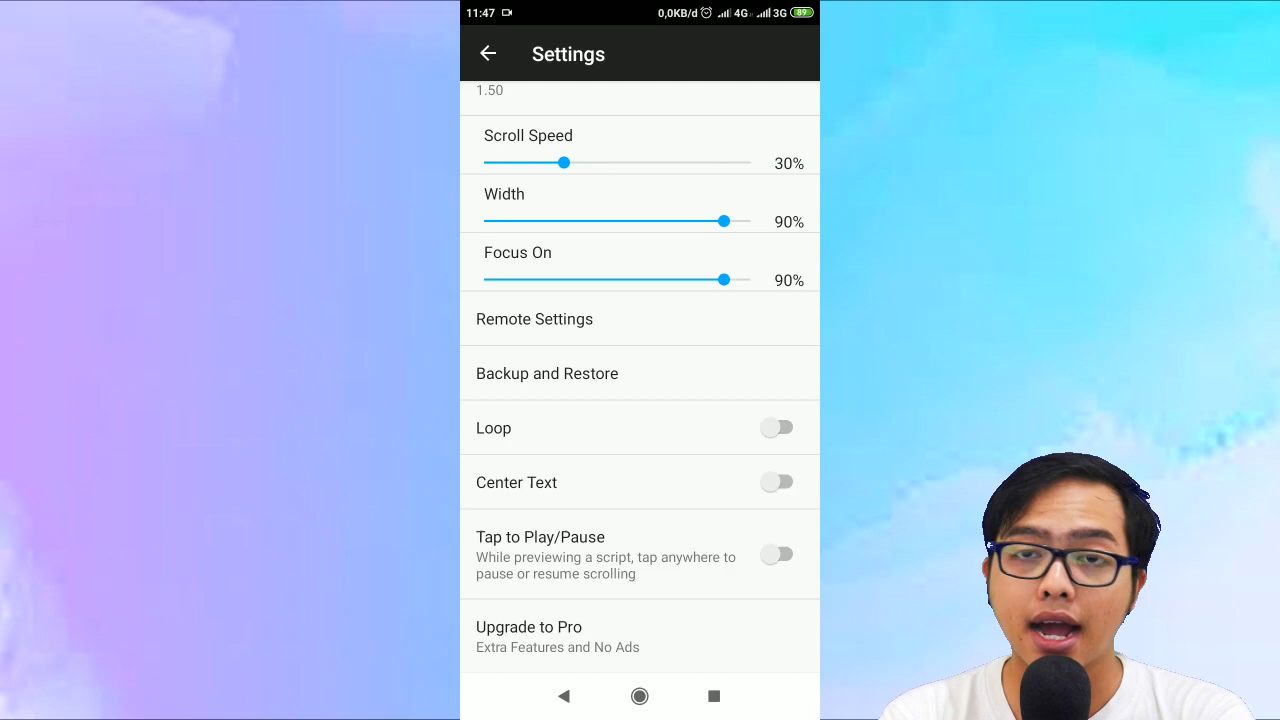 11:47 0,0KB/d 4G 3G 89
Settings
1.50
Scroll Speed
30%
Width
90%
Focus On
90%
Remote Settings
Backup and Restore
Loop
Center Text
Tap to Play/Pause
While previewing a script, tap anywhere to
pause or resume scrolling
Upgrade to Pro
Extra Features and No Ads